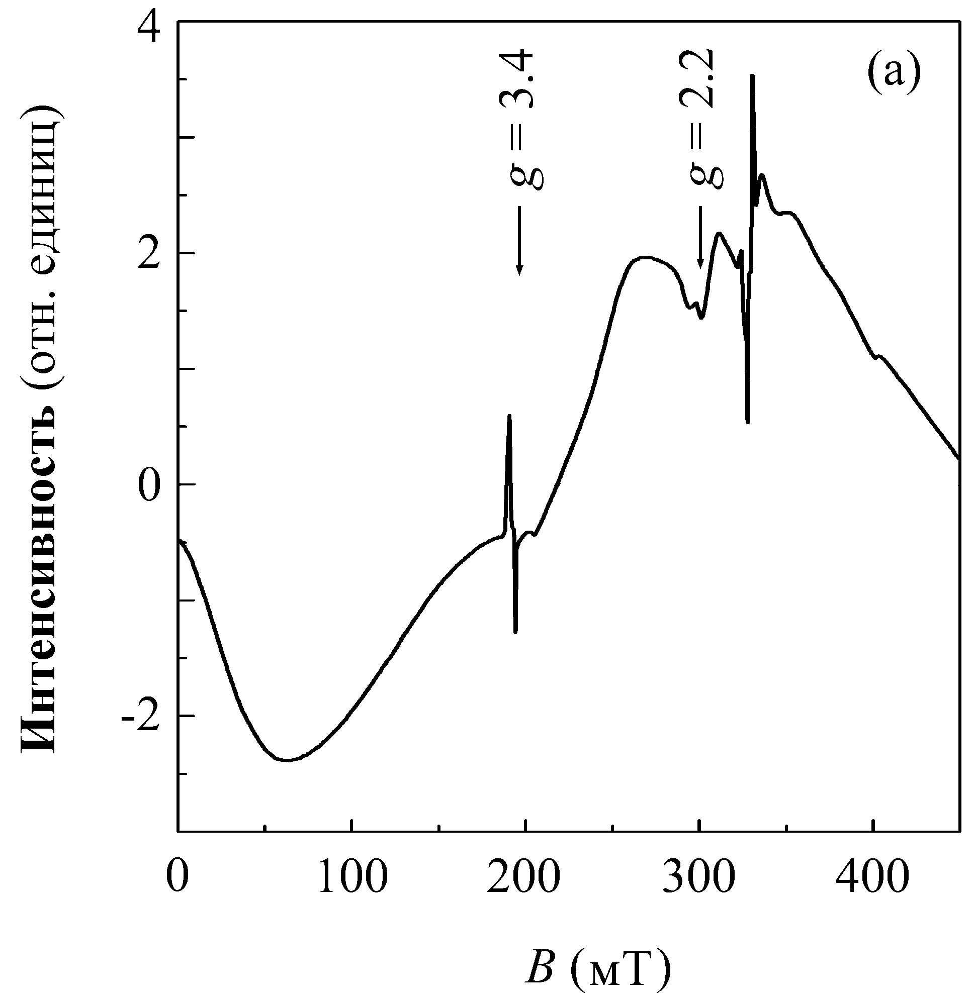 Интенсивность (отн. единиц)
4
2
0
-2
g = 3.4
g = 2.2
(а)
0 100 200 300 400
B (мТ)